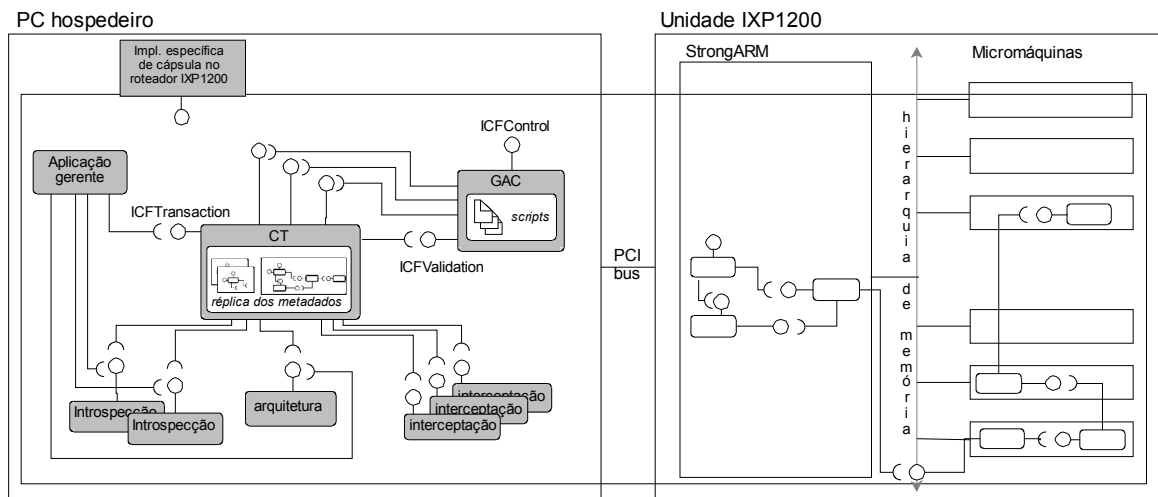 PC hospedeiro
Unidade IXP1200
Impl. específica
de cápsula no
roteador IXP1200
StrongARM
Micromáquinas
ICFControl
Aplicação
gerente
GAC
scripts
ICFTransaction
CT
ICFValidation
réplica dos metadados
PCI
bus
hierarquia de memória
Introspecção
Introspecção
arquitetura
interceptação
interceptação
interceptação